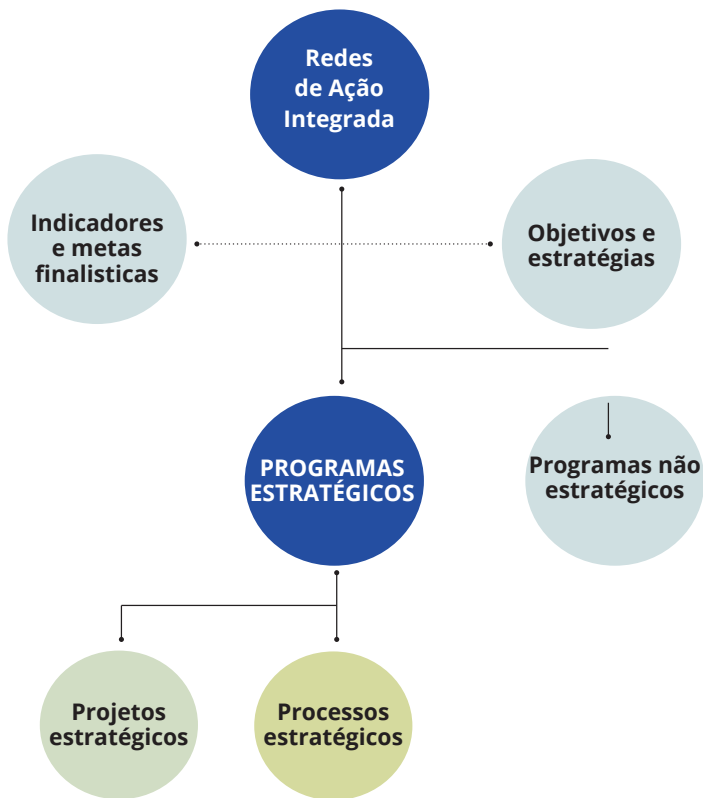 Redes
de Ação
Integrada
Indicadores
e metas
finalisticas
Objetivos e
estratégias
PROGRAMAS
ESTRATÉGICOS
Programas não
estratégicos
Projetos
estratégicos
Processos
estratégicos